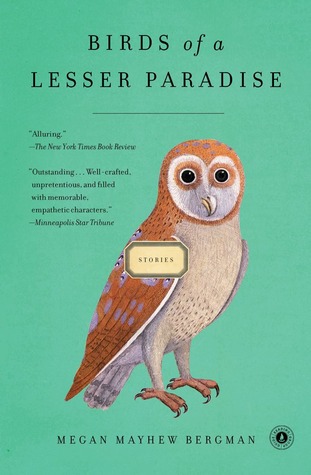 BIRDS of a
LESSER PARADISE
"Alluring."
—The New York Times Book Review
"Outstanding . . . Well-crafted,
unpretentious, and filled
with memorable,
empathetic characters."
—Minneapolis Star Tribune
STORIES
MEGAN MAYHEW BERGMAN